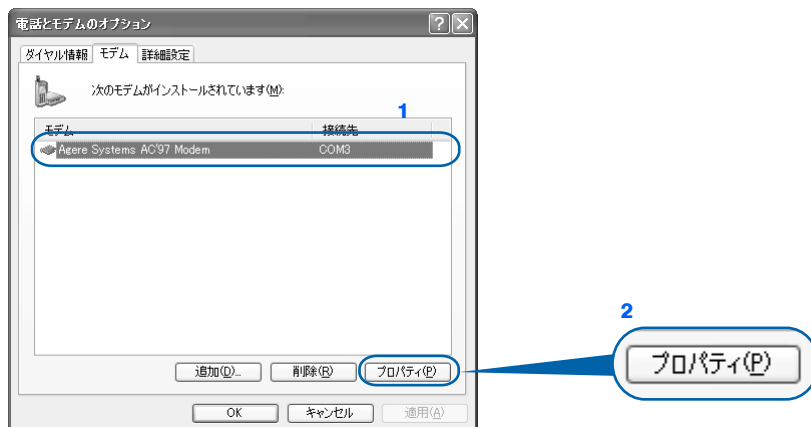 電話とモデムのオプション
ダイヤル情報 モデム 詳細設定
次のモデムがインストールされています(M):
1
モデム 接続先
Agere Systems AC'97 Modem COM3
2
追加(D)... 削除(R) プロパティ(P)
プロパティ(P)
OK キャンセル 適用(A)